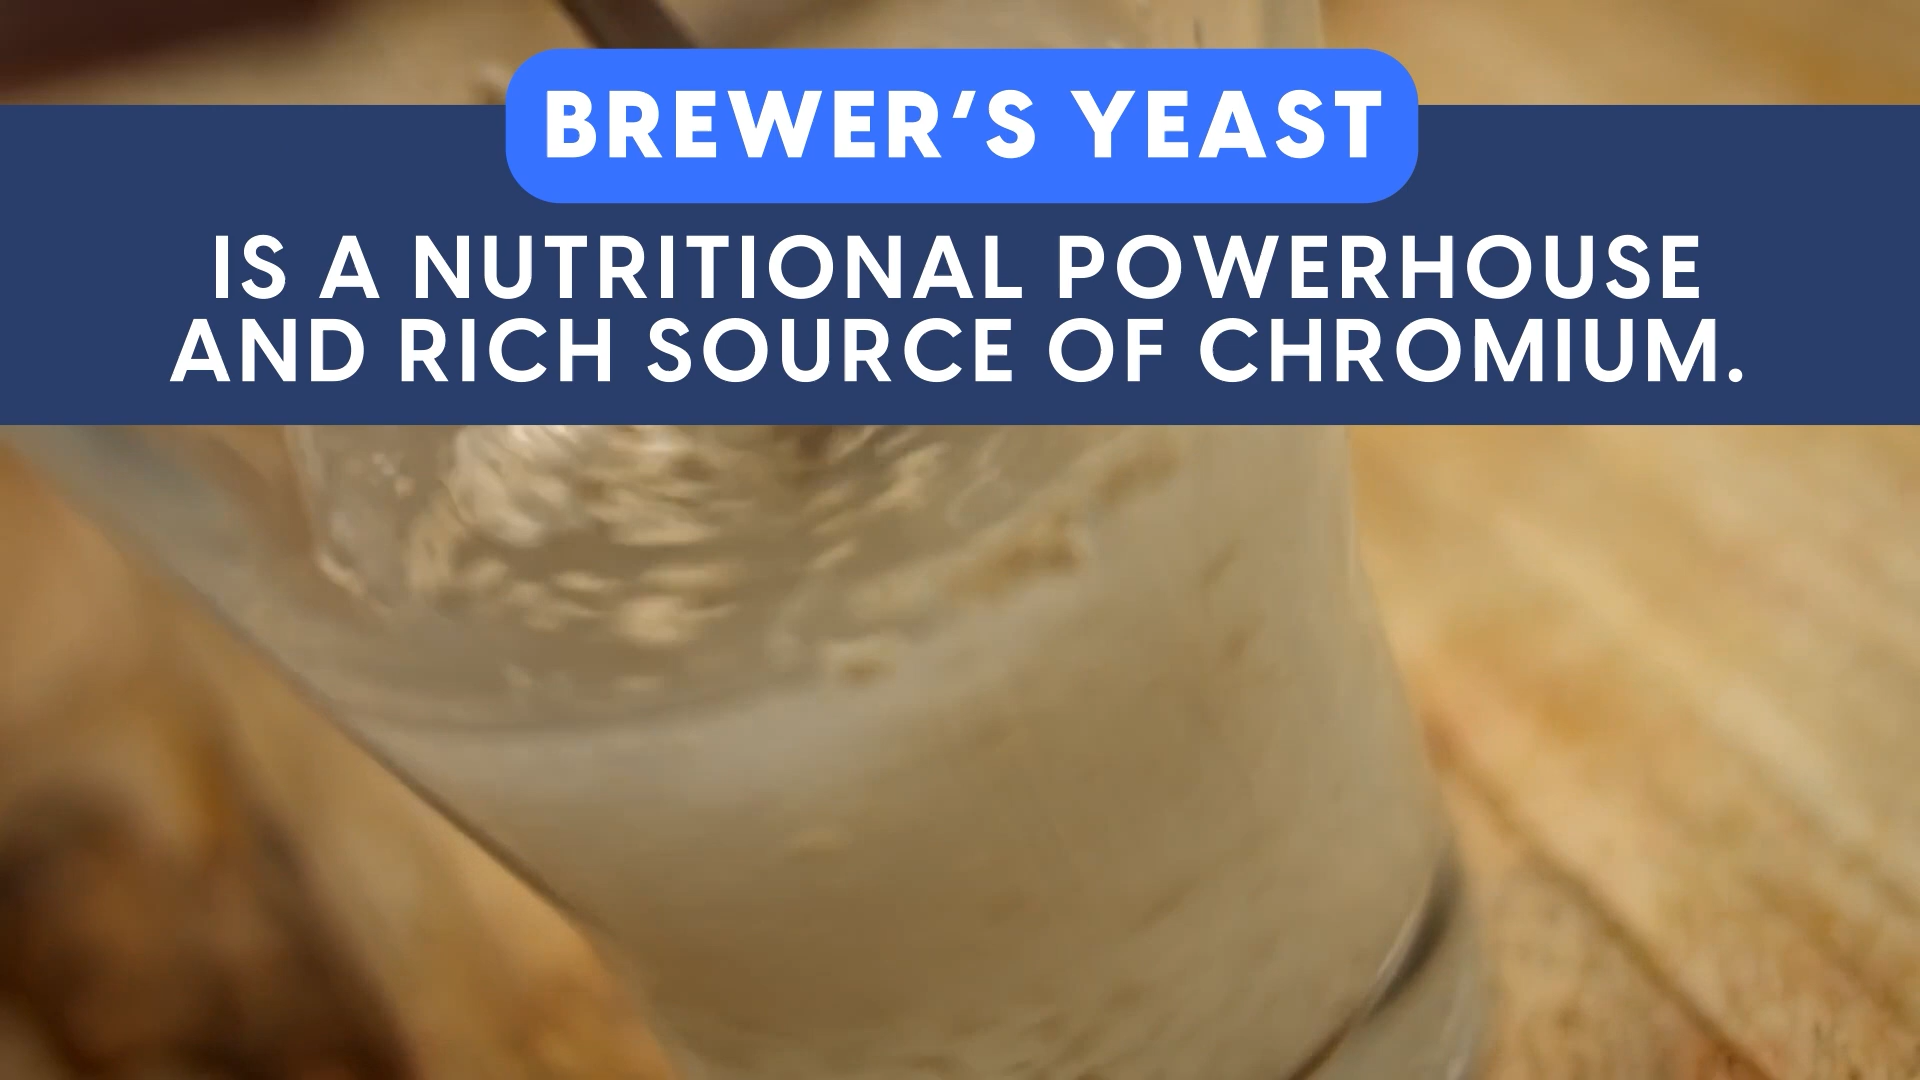 BREWER’S YEAST
IS A NUTRITIONAL POWERHOUSE
AND RICH SOURCE OF CHROMIUM.